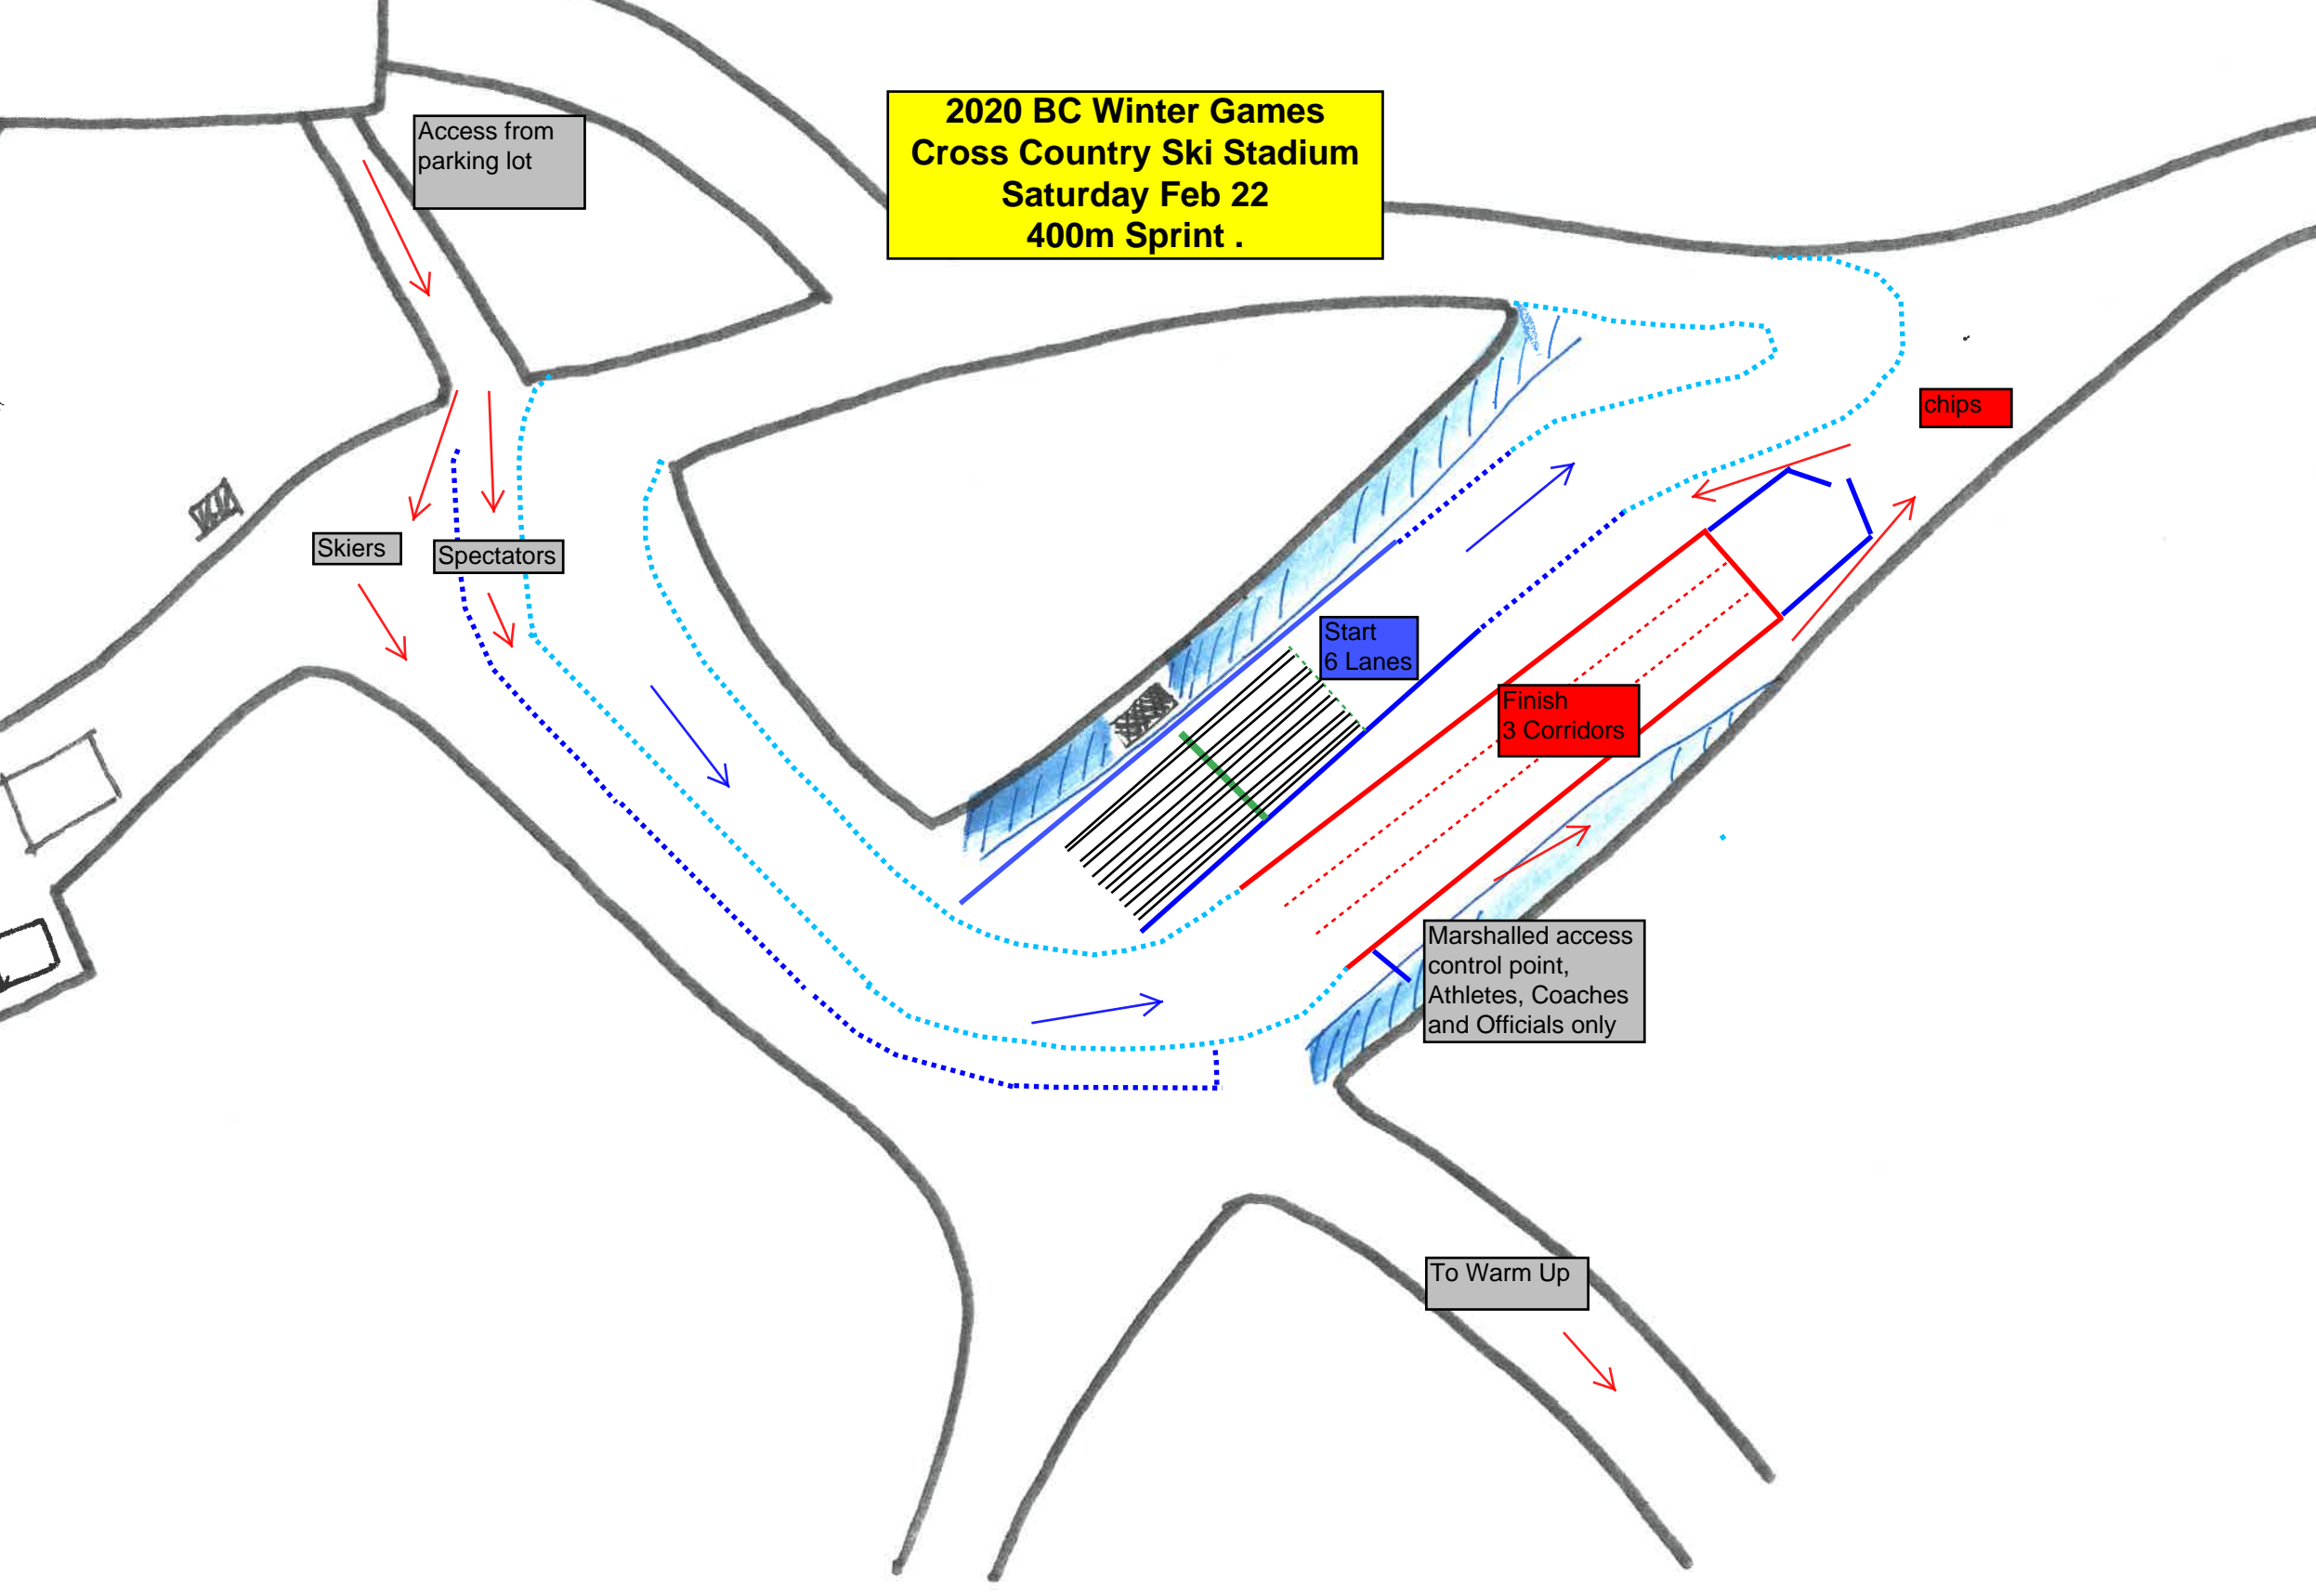 2020 BC Winter Games
Cross Country Ski Stadium
Saturday Feb 22
400m Sprint .
Access from
parking lot
chips
Skiers
Spectators
Start
6 Lanes
Finish
3 Corridors
Marshalled access
control point,
Athletes, Coaches
and Officials only
To Warm Up